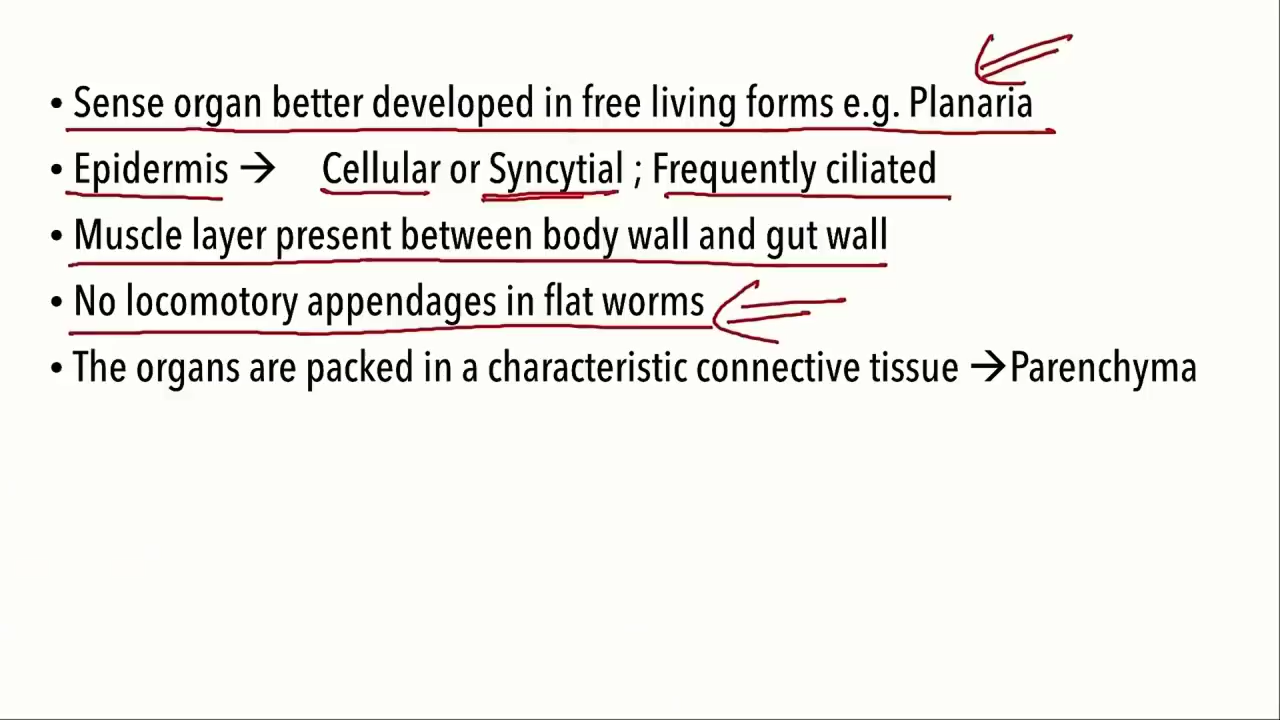 • Sense organ better developed in free living forms e.g. Planaria
• Epidermis → Cellular or Syncytial ; Frequently ciliated
• Muscle layer present between body wall and gut wall
• No locomotory appendages in flat worms
• The organs are packed in a characteristic connective tissue →Parenchyma